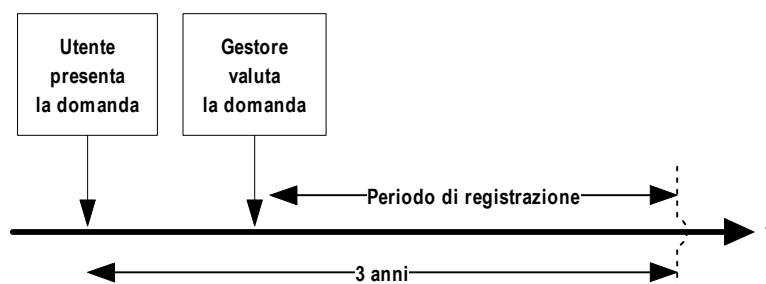 Utente
presenta
la domanda
Gestore
valuta
la domanda
Periodo di registrazione
3 anni